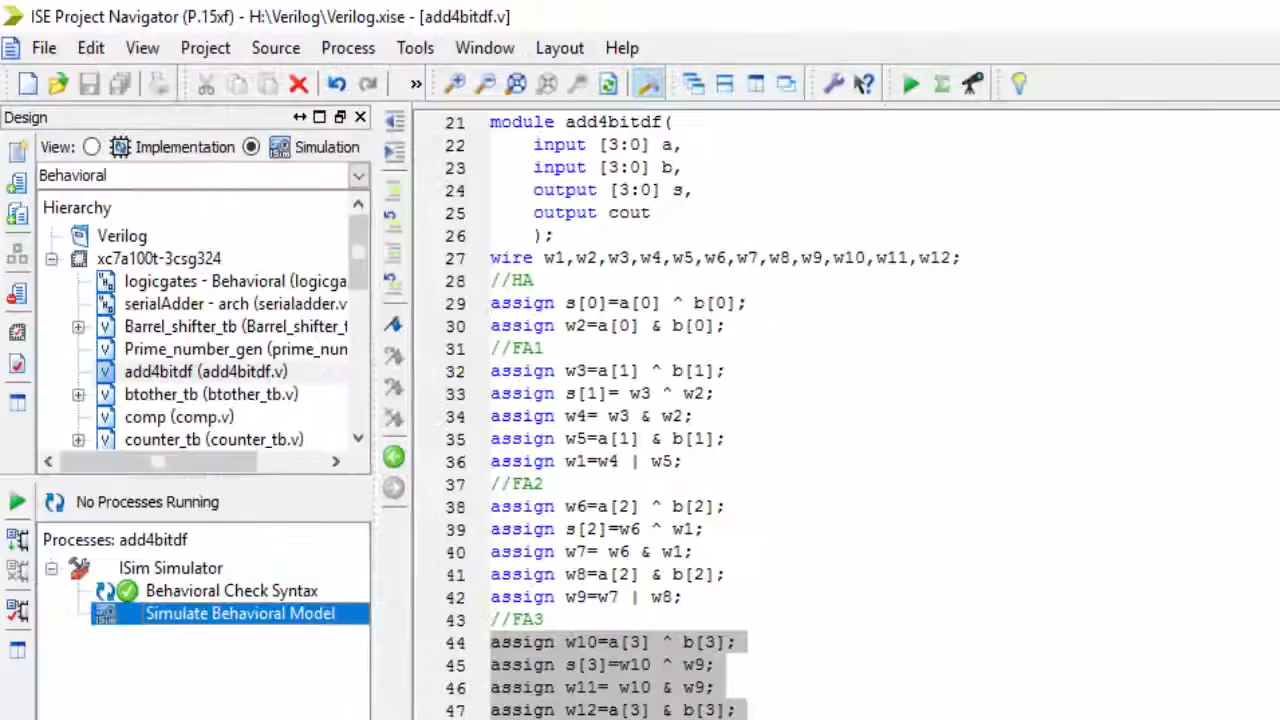 ISE Project Navigator (P.15xf) - H:\Verilog\Verilog.xise - [add4bitdf.v]
File Edit View Project Source Process Tools Window Layout Help
»
Design
View: Implementation Simulation
Behavioral
Hierarchy
Verilog
xc7a100t-3csg324
logicgates - Behavioral (logicga
serialAdder - arch (serialadder.v
Barrel_shifter_tb (Barrel_shifter_t
Prime_number_gen (prime_nun
add4bitdf (add4bitdf.v)
btother_tb (btother_tb.v)
comp (comp.v)
counter_tb (counter_tb.v)
No Processes Running
Processes: add4bitdf
ISim Simulator
Behavioral Check Syntax
Simulate Behavioral Model
21 module add4bitdf(
22 input [3:0] a,
23 input [3:0] b,
24 output [3:0] s,
25 output cout
26 );
27 wire w1,w2,w3,w4,w5,w6,w7,w8,w9,w10,w11,w12;
28 //HA
29 assign s[0]=a[0] ^ b[0];
30 assign w2=a[0] & b[0];
31 //FA1
32 assign w3=a[1] ^ b[1];
33 assign s[1]= w3 ^ w2;
34 assign w4= w3 & w2;
35 assign w5=a[1] & b[1];
36 assign w1=w4 | w5;
37 //FA2
38 assign w6=a[2] ^ b[2];
39 assign s[2]=w6 ^ w1;
40 assign w7= w6 & w1;
41 assign w8=a[2] & b[2];
42 assign w9=w7 | w8;
43 //FA3
44 assign w10=a[3] ^ b[3];
45 assign s[3]=w10 ^ w9;
46 assign w11= w10 & w9;
47 assign w12=a[3] & b[3];